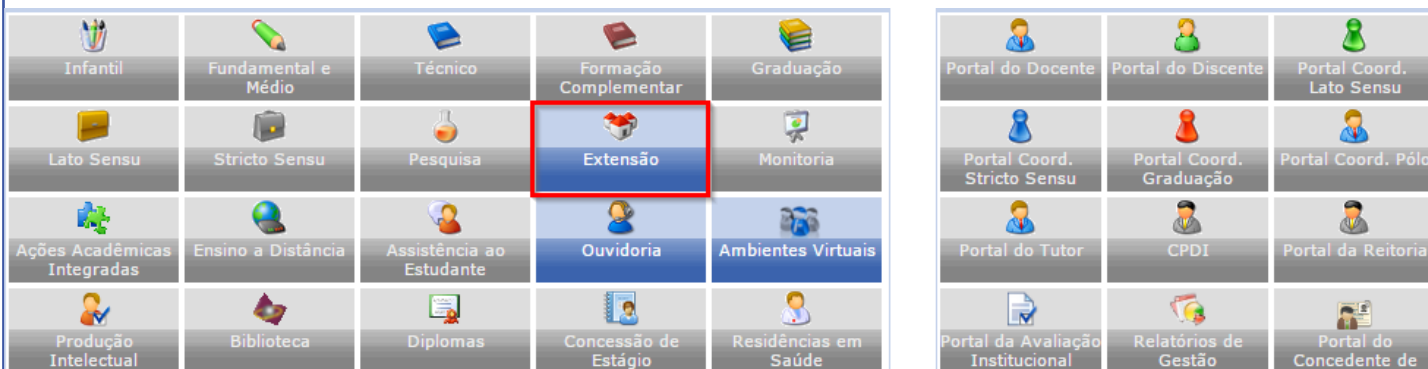 Infantil
Fundamental e
Médio
Técnico
Formação
Complementar
Graduação
Lato Sensu
Stricto Sensu
Pesquisa
Extensão
Monitoria
Ações Acadêmicas
Integradas
Ensino a Distância
Assistência ao
Estudante
Ouvidoria
Ambientes Virtuais
Produção
Intelectual
Biblioteca
Diplomas
Concessão de
Estágio
Residências em
Saúde
Portal do Docente
Portal do Discente
Portal Coord.
Lato Sensu
Portal Coord.
Stricto Sensu
Portal Coord.
Graduação
Portal Coord. Pólo
Portal do Tutor
CPDI
Portal da Reitoria
Portal da Avaliação
Institucional
Relatórios de
Gestão
Portal do
Concedente de